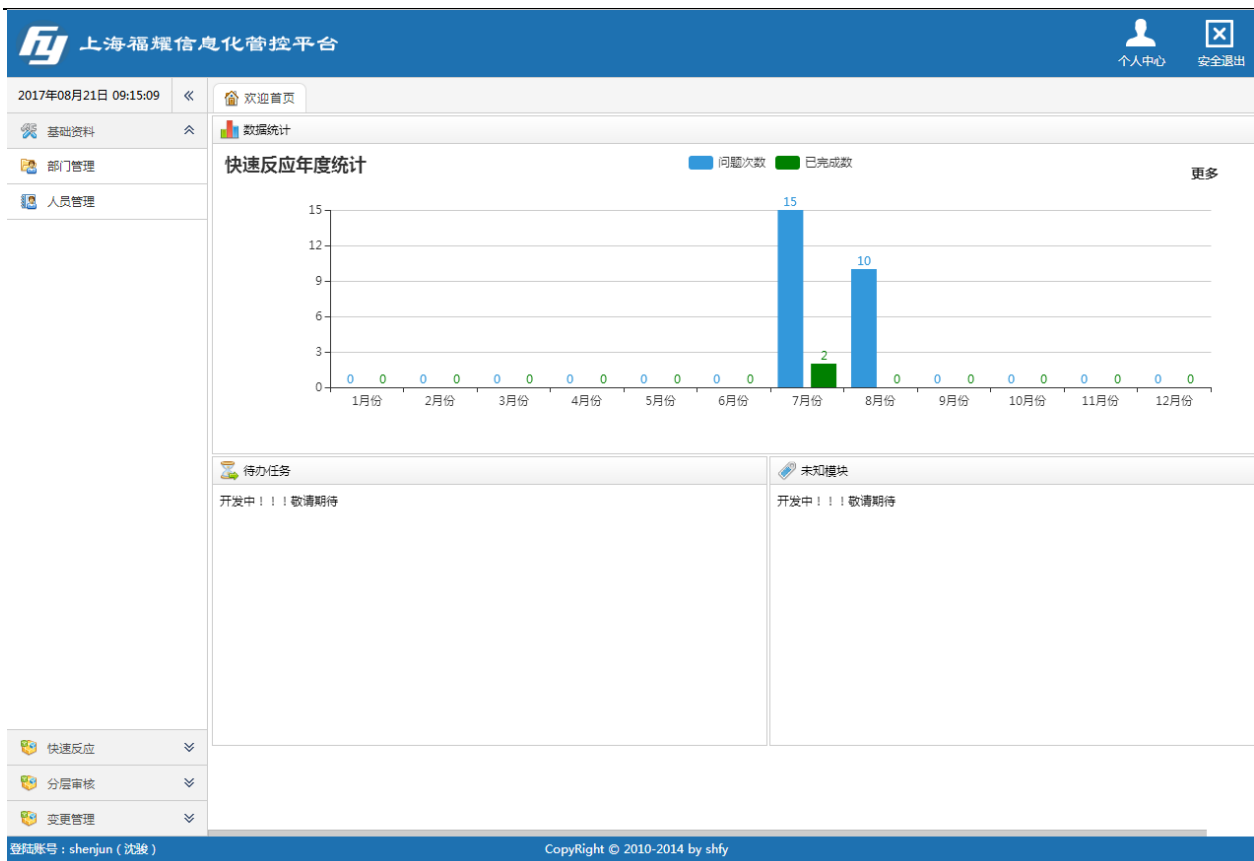 fy 上海福耀信息化管控平台
个人中心 安全退出
2017年08月21日 09:15:09
欢迎首页
基础资料
部门管理
人员管理
数据统计
快速反应年度统计
问题次数 已完成数
更多
15
12
9
6
3
0
0 0 0 0 0 0 0 0 0 0 0 0 15 2 10 0 0 0 0 0 0 0 0 0
1月份 2月份 3月份 4月份 5月份 6月份 7月份 8月份 9月份 10月份 11月份 12月份
待办任务
开发中！！！敬请期待
未知模块
开发中！！！敬请期待
快速反应
分层审核
变更管理
登陆账号：shenjun（沈骏）
CopyRight © 2010-2014 by shfy